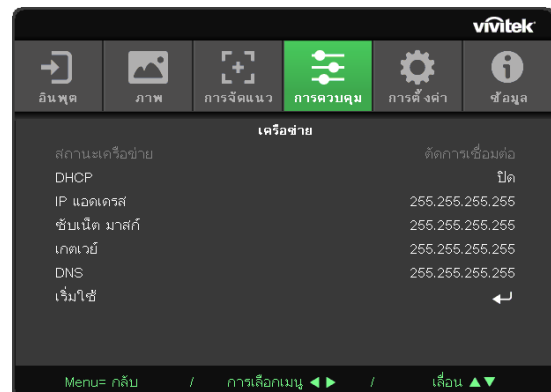 vivitek
อินพุต ภาพ การจัดแนว การควบคุม การตั้งค่า ข้อมูล
เครือข่าย
สถานะเครือข่าย ตัดการเชื่อมต่อ
DHCP ปิด
IP แอดเดรส 255.255.255.255
ซับเน็ต มาสก์ 255.255.255.255
เกตเวย์ 255.255.255.255
DNS 255.255.255.255
เริ่มใช้
Menu= กลับ / การเลือกเมนู ◀ ▶ / เลื่อน ▲▼